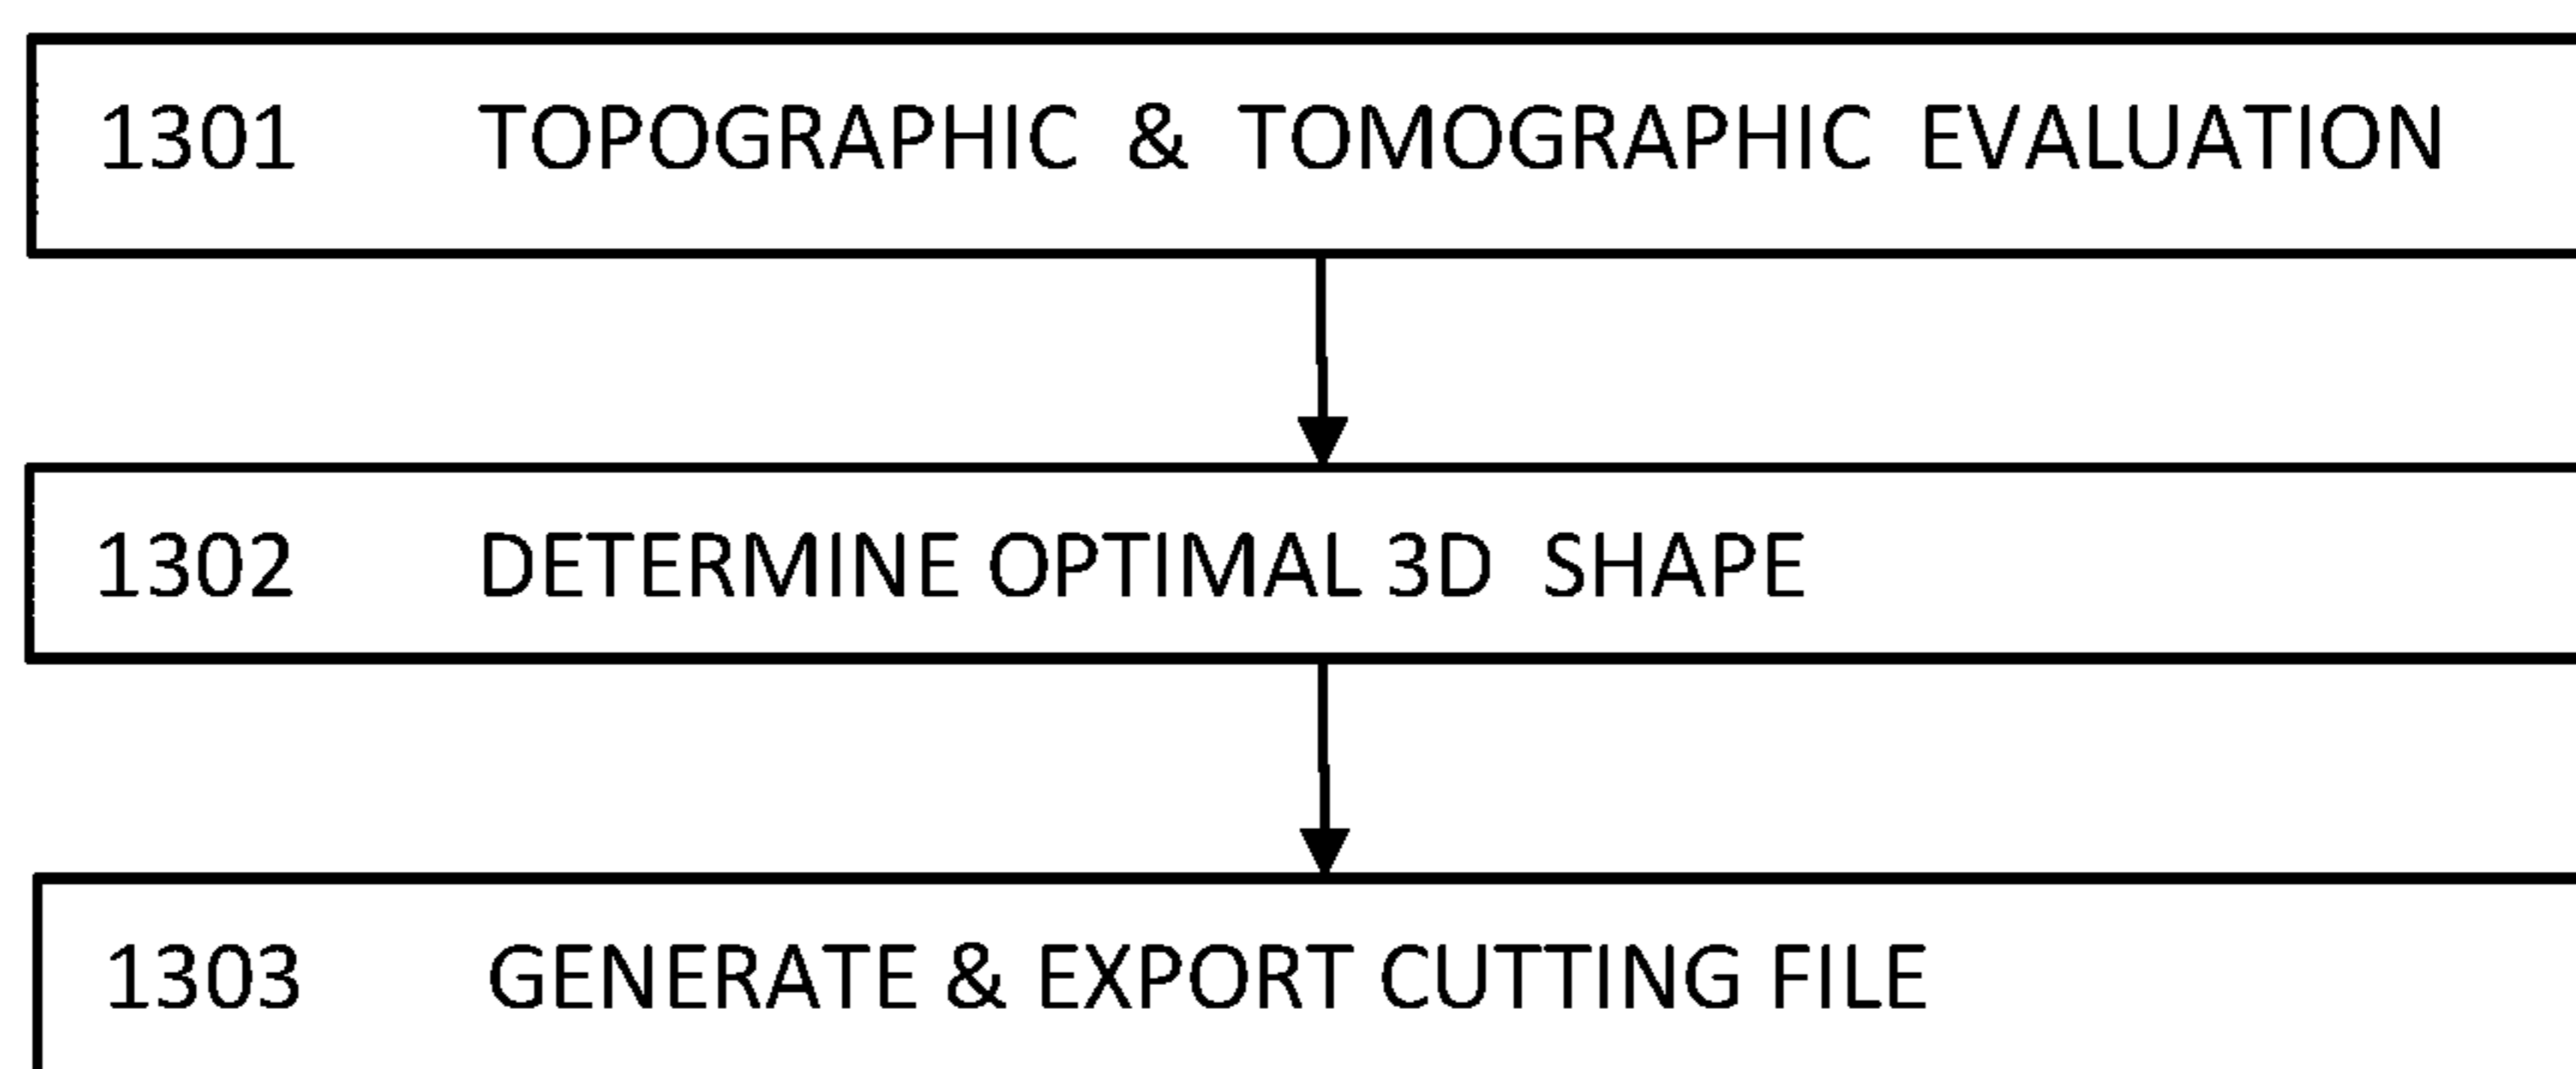 1301 TOPOGRAPHIC & TOMOGRAPHIC EVALUATION
1302 DETERMINE OPTIMAL 3D SHAPE
1303 GENERATE & EXPORT CUTTING FILE